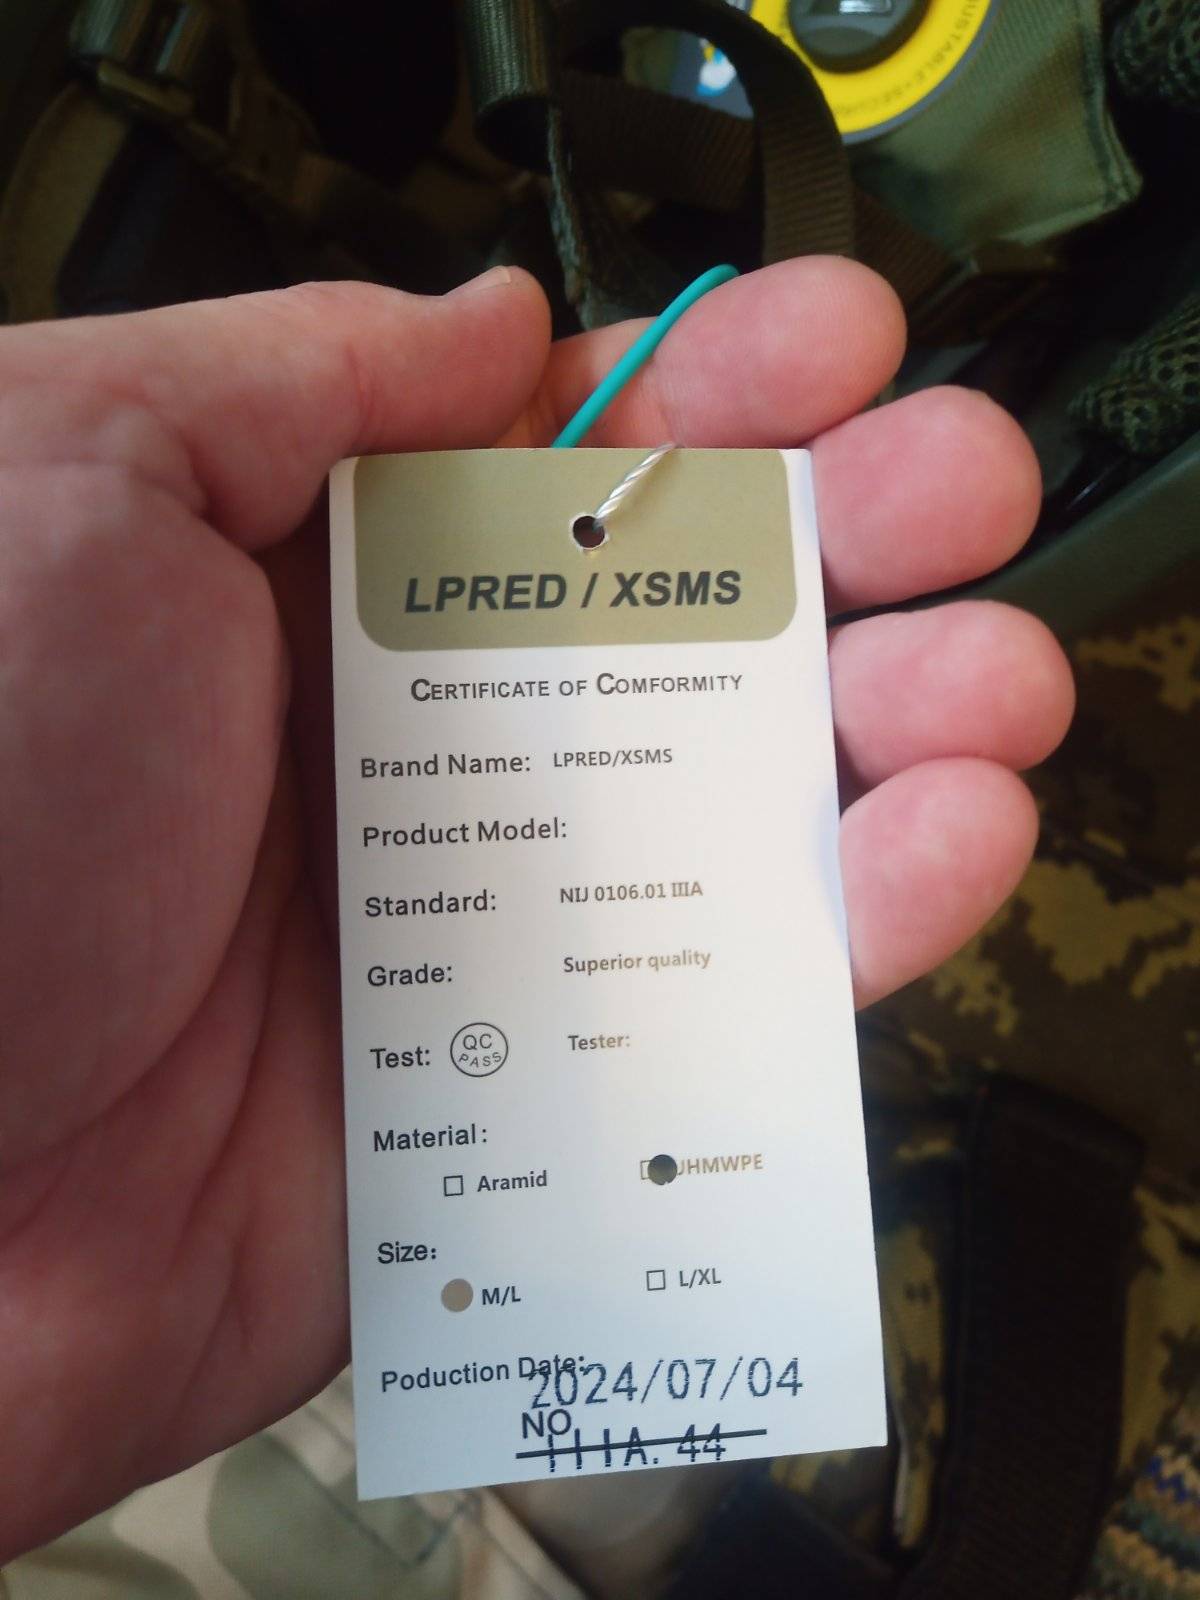 LPRED / XSMS
CERTIFICATE OF COMFORMITY
Brand Name: LPRED/XSMS
Product Model:
Standard: NIJ 0106.01 IIIA
Grade: Superior quality
Test: QC PASS Tester:
Material:
Aramid UHMWPE
Size:
M/L L/XL
Poduction Date: 2024/07/04
NO
IIIA. 44